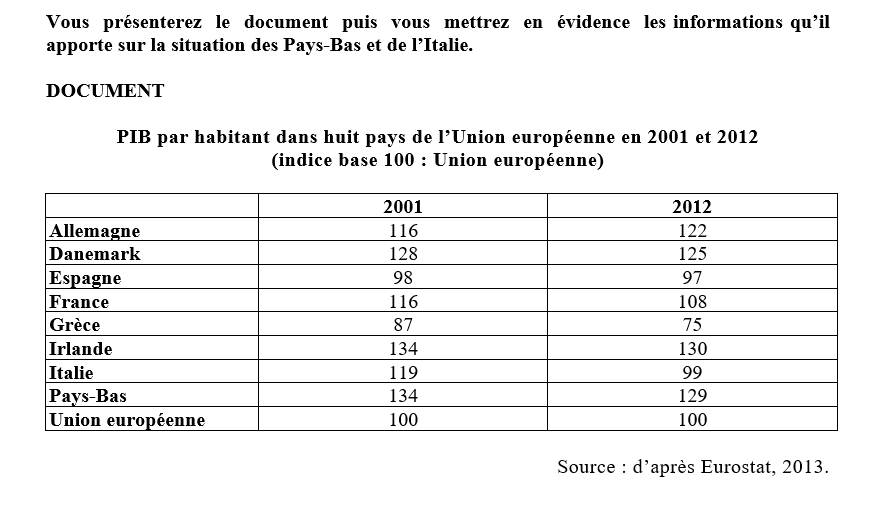 Vous présenterez le document puis vous mettrez en évidence les informations qu'il
apporte sur la situation des Pays-Bas et de l'Italie.
DOCUMENT
PIB par habitant dans huit pays de l'Union européenne en 2001 et 2012
(indice base 100 : Union européenne)
2001 2012
Allemagne 116 122
Danemark 128 125
Espagne 98 97
France 116 108
Grèce 87 75
Irlande 134 130
Italie 119 99
Pays-Bas 134 129
Union européenne 100 100
Source : d'après Eurostat, 2013.